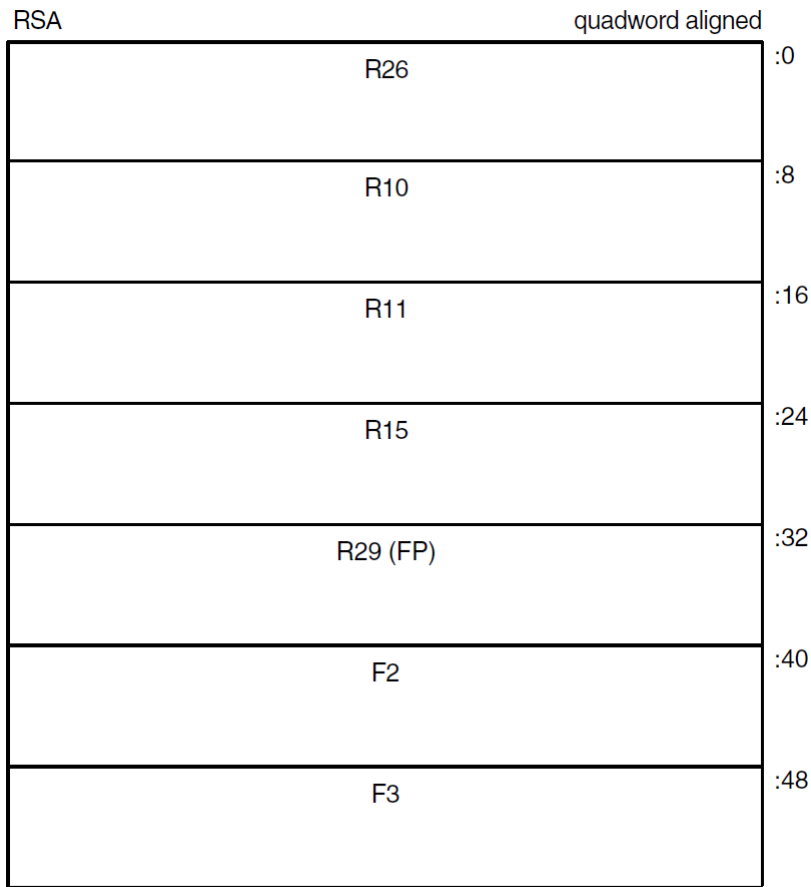 RSA quadword aligned
:0
R26
:8
R10
:16
R11
:24
R15
:32
R29 (FP)
:40
F2
:48
F3